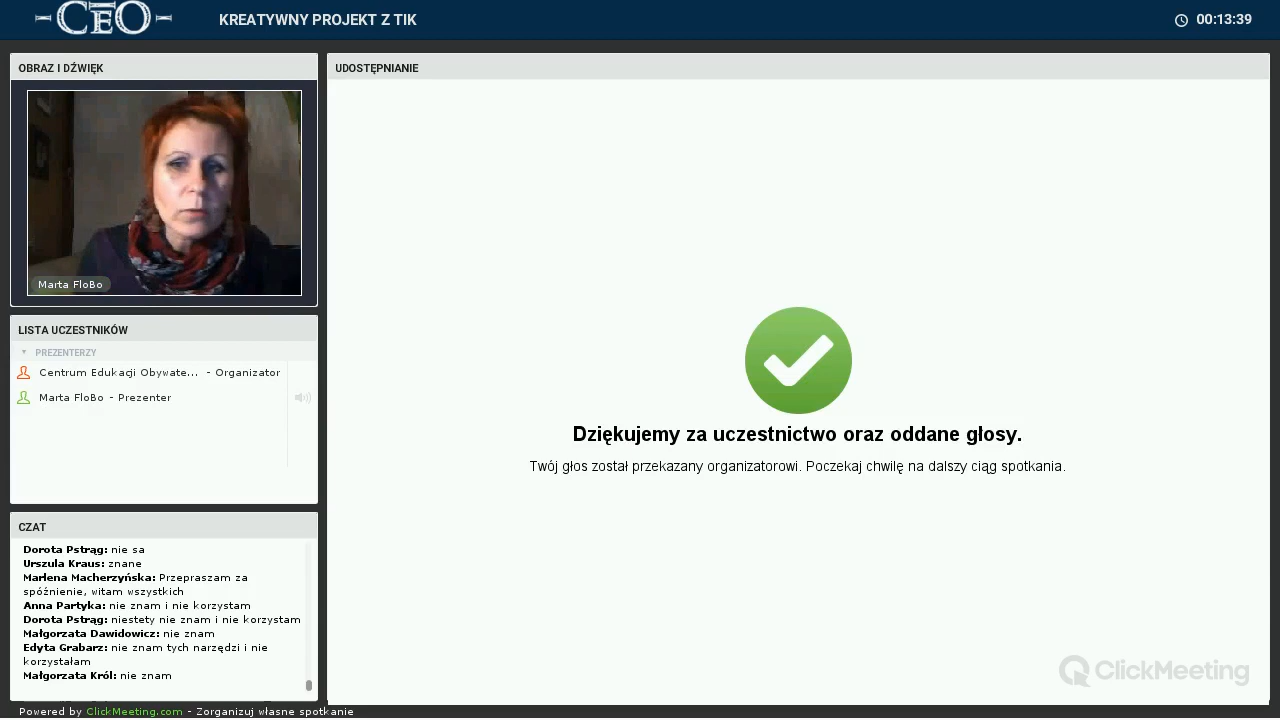 CEO
KREATYWNY PROJEKT Z TIK
00:13:39
OBRAZ I DŹWIĘK
Marta FloBo
LISTA UCZESTNIKÓW
PREZENTERZY
Centrum Edukacji Obywate... - Organizator
Marta FloBo - Prezenter
CZAT
Dorota Pstrąg: nie sa
Urszula Kraus: znane
Marlena Macherzyńska: Przepraszam za
spóźnienie, witam wszystkich
Anna Partyka: nie znam i nie korzystam
Dorota Pstrąg: niestety nie znam i nie korzystam
Małgorzata Dawidowicz: nie znam
Edyta Grabarz: nie znam tych narzędzi i nie
korzystałam
Małgorzata Król: nie znam
UDOSTĘPNIANIE
Dziękujemy za uczestnictwo oraz oddane głosy.
Twój głos został przekazany organizatorowi. Poczekaj chwilę na dalszy ciąg spotkania.
ClickMeeting
Powered by ClickMeeting.com - Zorganizuj własne spotkanie